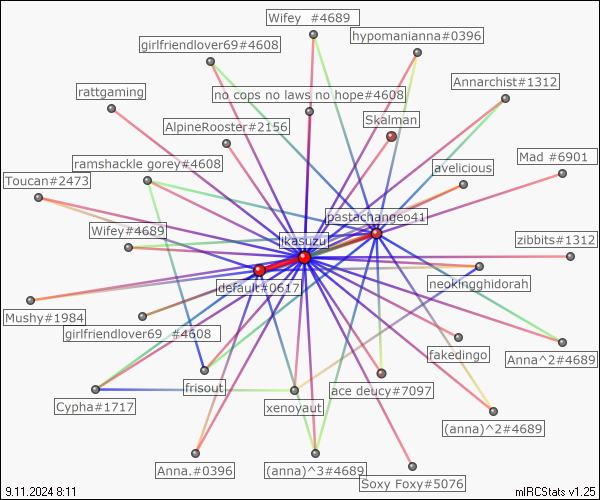 Wifey  #4689
hypomanianna#0396
girlfriendlover69#4608
Annarchist#1312
rattgaming
no cops no laws no hope#4608
Skalman
AlpineRooster#2156
Mad #6901
ramshackle gorey#4608
avelicious
Toucan#2473
pastachangeo41
Wifey#4689
jikasuzu
zibbits#1312
default#0617
neokingghidorah
Mushy#1984
girlfriendlover69  #4608
fakedingo
Anna^2#4689
frisout
ace deucy#7097
Cypha#1717
xenoyaut
(anna)^2#4689
Anna.#0396
(anna)^3#4689
Soxy Foxy#5076
9.11.2024 8:11
mIRCStats v1.25